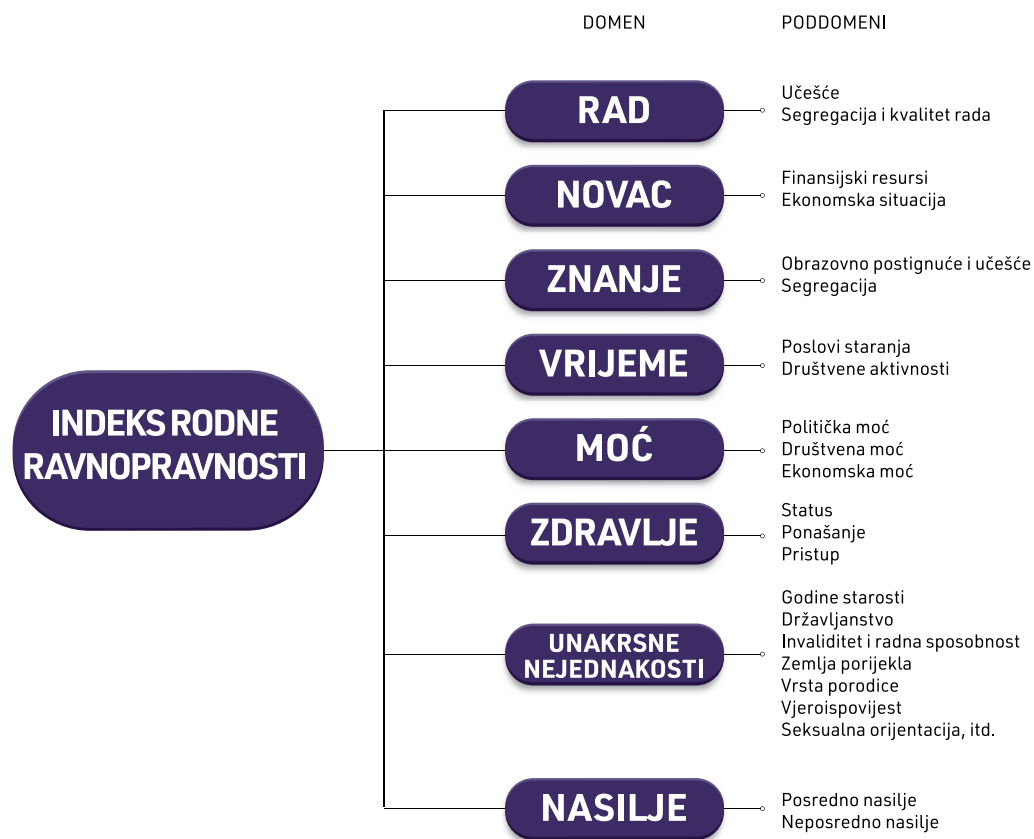 DOMEN
PODDOMENI
INDEKS RODNE
RAVNOPRAVNOSTI
RAD
Učešće
Segregacija i kvalitet rada
NOVAC
Finansijski resursi
Ekonomska situacija
ZNANJE
Obrazovno postignuće i učešće
Segregacija
VRIJEME
Poslovi staranja
Društvene aktivnosti
MOĆ
Politička moć
Društvena moć
Ekonomska moć
ZDRAVLJE
Status
Ponašanje
Pristup
UNAKRSNE
NEJEDNAKOSTI
Godine starosti
Državljanstvo
Invaliditet i radna sposobnost
Zemlja porijekla
Vrsta porodice
Vjeroispovijest
Seksualna orijentacija, itd.
NASILJE
Posredno nasilje
Neposredno nasilje